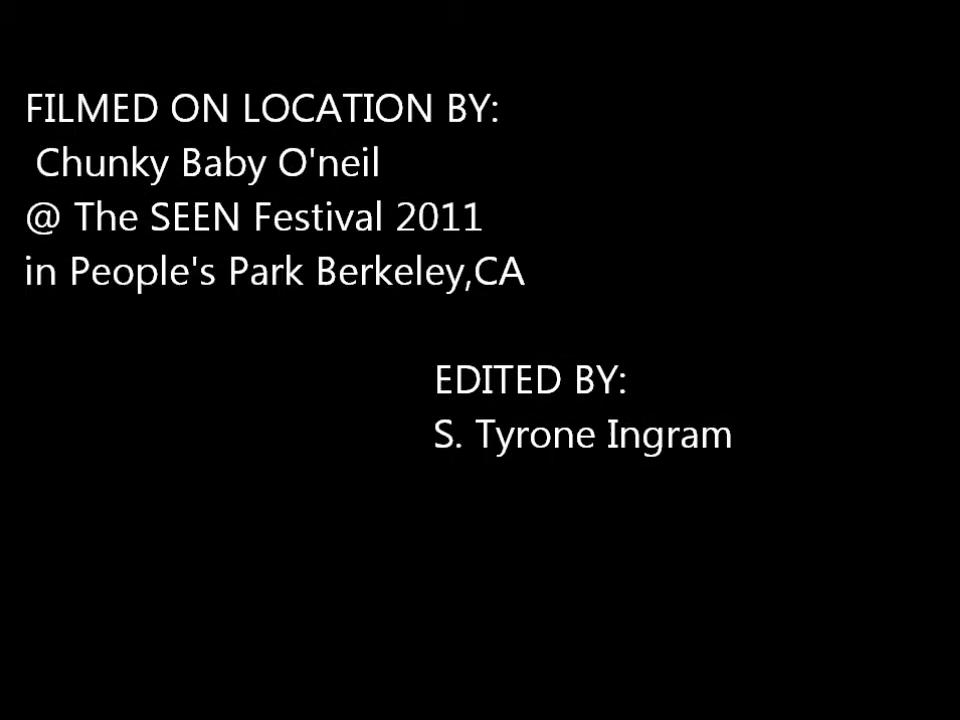 FILMED ON LOCATION BY:
Chunky Baby O'neil
@ The SEEN Festival 2011
in People's Park Berkeley,CA
EDITED BY:
S. Tyrone Ingram